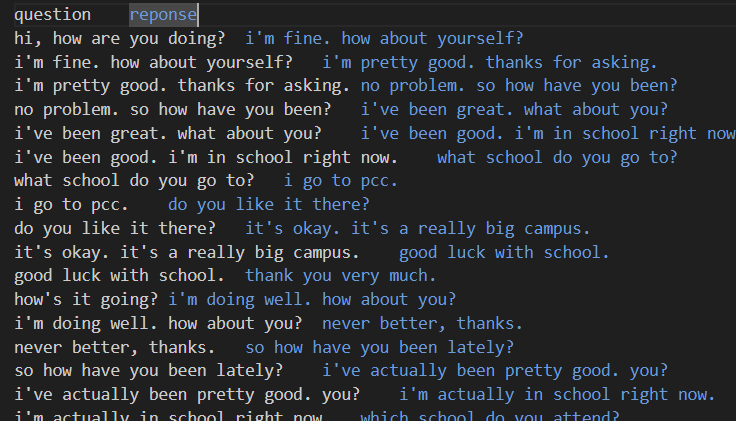 question	reponse
hi, how are you doing?	i'm fine. how about yourself?
i'm fine. how about yourself?	i'm pretty good. thanks for asking.
i'm pretty good. thanks for asking.	no problem. so how have you been?
no problem. so how have you been?	i've been great. what about you?
i've been great. what about you?	i've been good. i'm in school right now
i've been good. i'm in school right now.	what school do you go to?
what school do you go to?	i go to pcc.
i go to pcc.	do you like it there?
do you like it there?	it's okay. it's a really big campus.
it's okay. it's a really big campus.	good luck with school.
good luck with school.	thank you very much.
how's it going?	i'm doing well. how about you?
i'm doing well. how about you?	never better, thanks.
never better, thanks.	so how have you been lately?
so how have you been lately?	i've actually been pretty good. you?
i've actually been pretty good. you?	i'm actually in school right now.
i'm actually in school right now.	which school do you attend?